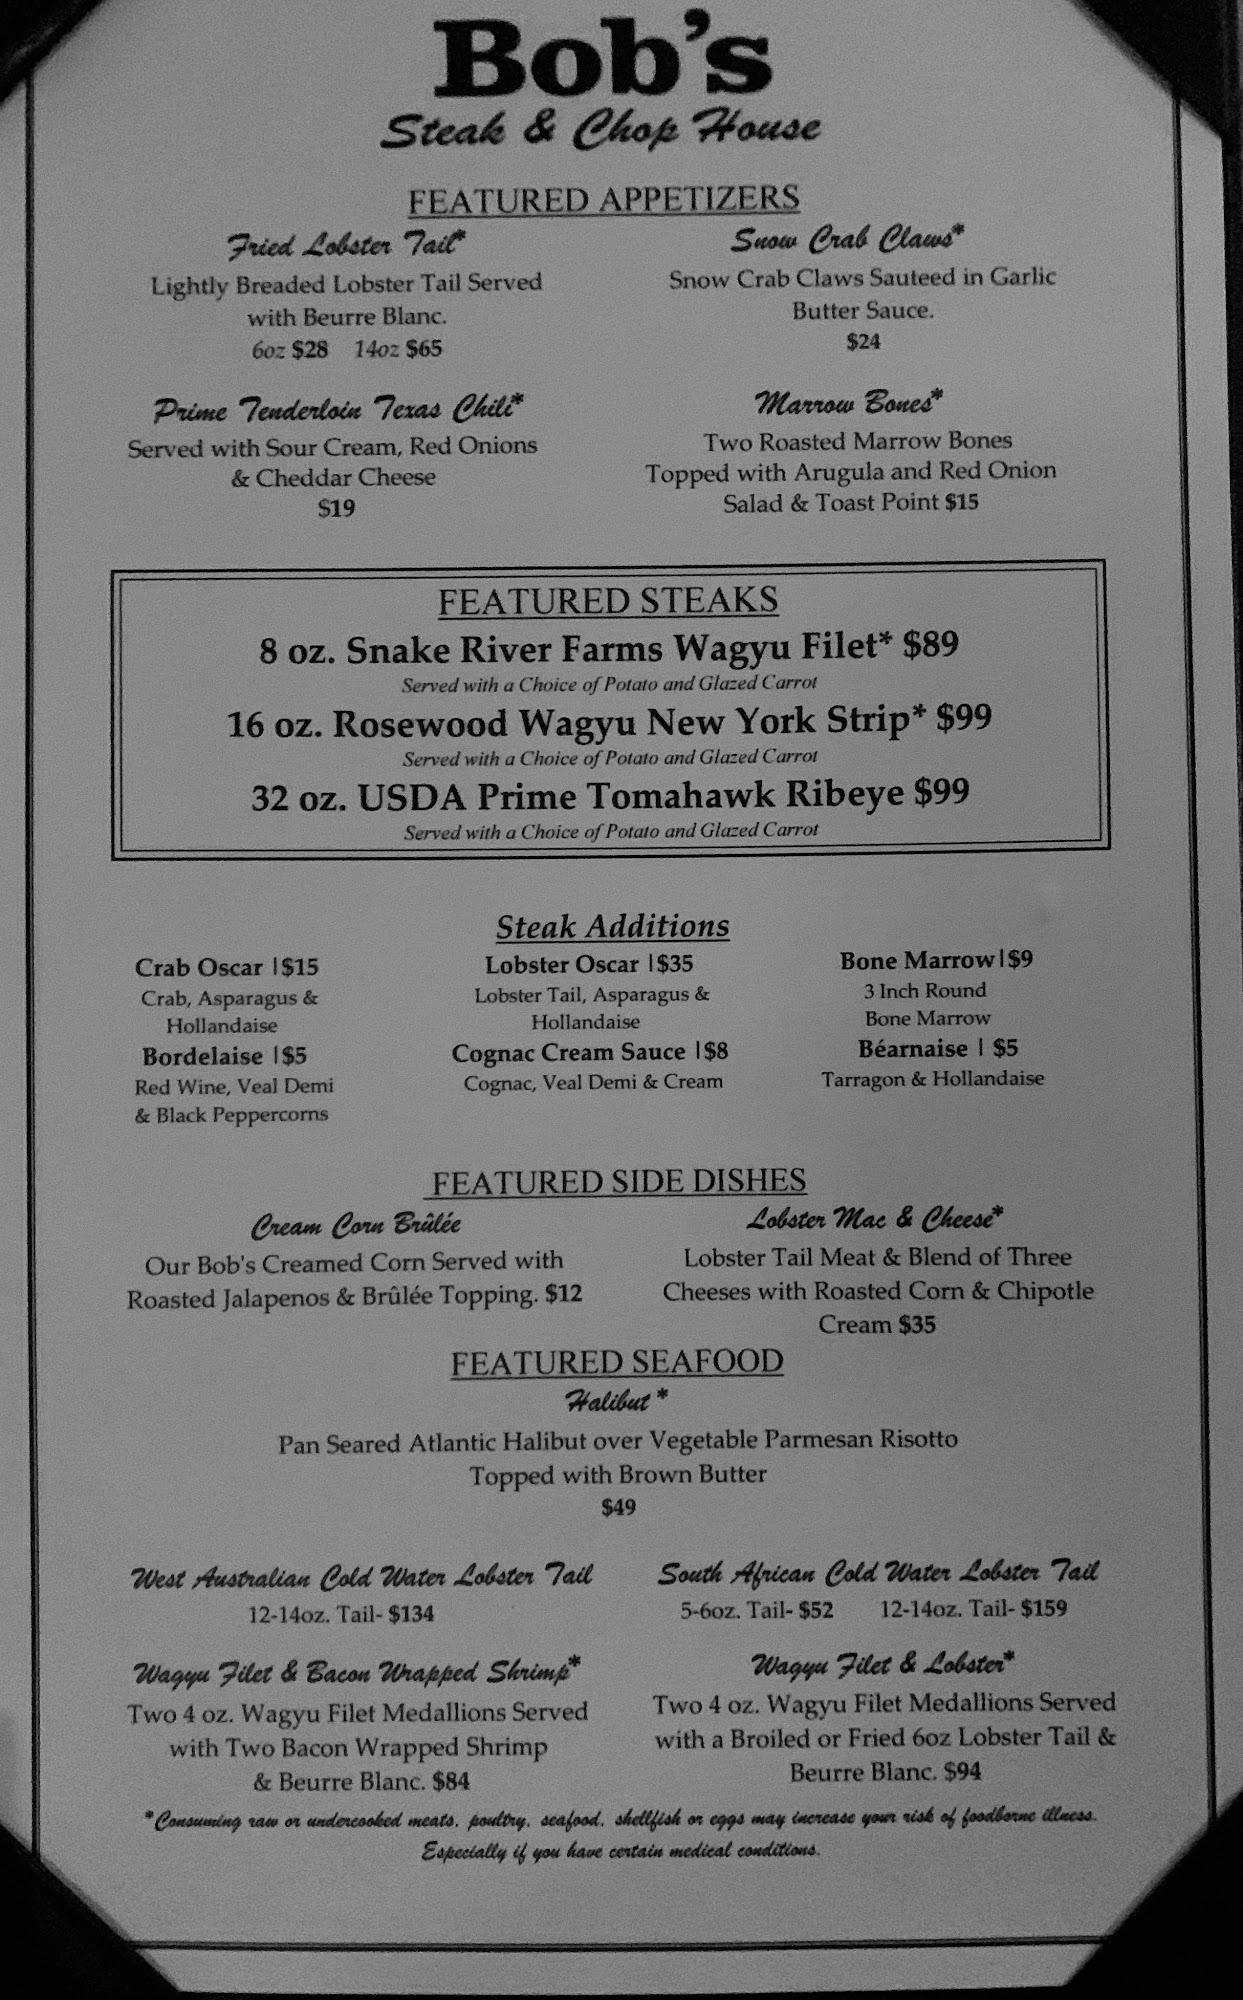 Bob's
Steak & Chop House
FEATURED APPETIZERS
Fried Lobster Tail*
Lightly Breaded Lobster Tail Served
with Beurre Blanc.
6oz $28 14oz $65
Snow Crab Claws*
Snow Crab Claws Sauteed in Garlic
Butter Sauce.
$24
Prime Tenderloin Texas Chili*
Served with Sour Cream, Red Onions
& Cheddar Cheese
$19
Marrow Bones*
Two Roasted Marrow Bones
Topped with Arugula and Red Onion
Salad & Toast Point $15
FEATURED STEAKS
8 oz. Snake River Farms Wagyu Filet* $89
Served with a Choice of Potato and Glazed Carrot
16 oz. Rosewood Wagyu New York Strip* $99
Served with a Choice of Potato and Glazed Carrot
32 oz. USDA Prime Tomahawk Ribeye $99
Served with a Choice of Potato and Glazed Carrot
Steak Additions
Crab Oscar |$15
Crab, Asparagus &
Hollandaise
Bordelaise |$5
Red Wine, Veal Demi
& Black Peppercorns
Lobster Oscar |$35
Lobster Tail, Asparagus &
Hollandaise
Cognac Cream Sauce |$8
Cognac, Veal Demi & Cream
Bone Marrow|$9
3 Inch Round
Bone Marrow
Béarnaise | $5
Tarragon & Hollandaise
FEATURED SIDE DISHES
Cream Corn Brûlée
Our Bob's Creamed Corn Served with
Roasted Jalapenos & Brûlée Topping. $12
Lobster Mac & Cheese*
Lobster Tail Meat & Blend of Three
Cheeses with Roasted Corn & Chipotle
Cream $35
FEATURED SEAFOOD
Halibut *
Pan Seared Atlantic Halibut over Vegetable Parmesan Risotto
Topped with Brown Butter
$49
West Australian Cold Water Lobster Tail
12-14oz. Tail- $134
South African Cold Water Lobster Tail
5-6oz. Tail- $52 12-14oz. Tail- $159
Wagyu Filet & Bacon Wrapped Shrimp*
Two 4 oz. Wagyu Filet Medallions Served
with Two Bacon Wrapped Shrimp
& Beurre Blanc. $84
Wagyu Filet & Lobster*
Two 4 oz. Wagyu Filet Medallions Served
with a Broiled or Fried 6oz Lobster Tail &
Beurre Blanc. $94
*Consuming raw or undercooked meats, poultry, seafood, shellfish or eggs may increase your risk of foodborne illness.
Especially if you have certain medical conditions.